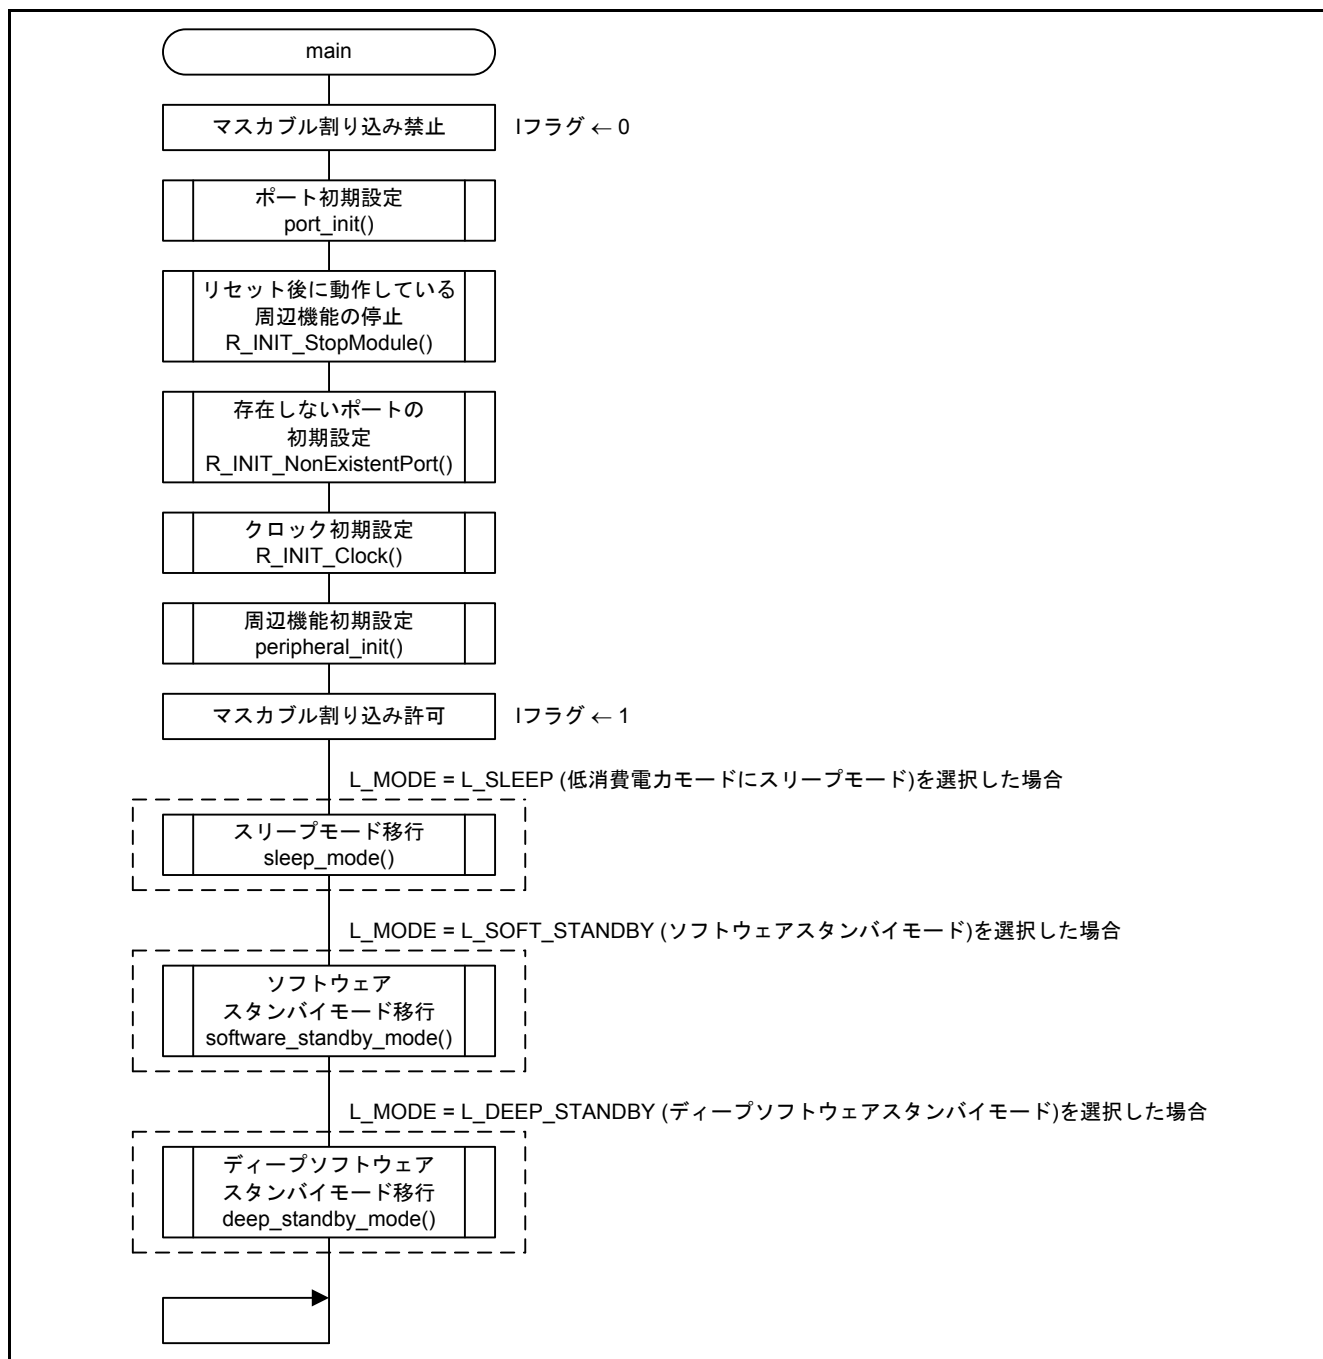 main
マスカブル割り込み禁止
Iフラグ ← 0
ポート初期設定
port_init()
リセット後に動作している
周辺機能の停止
R_INIT_StopModule()
存在しないポートの
初期設定
R_INIT_NonExistentPort()
クロック初期設定
R_INIT_Clock()
周辺機能初期設定
peripheral_init()
マスカブル割り込み許可
Iフラグ ← 1
L_MODE = L_SLEEP (低消費電力モードにスリープモード)を選択した場合
スリープモード移行
sleep_mode()
L_MODE = L_SOFT_STANDBY (ソフトウェアスタンバイモード)を選択した場合
ソフトウェア
スタンバイモード移行
software_standby_mode()
L_MODE = L_DEEP_STANDBY (ディープソフトウェアスタンバイモード)を選択した場合
ディープソフトウェア
スタンバイモード移行
deep_standby_mode()